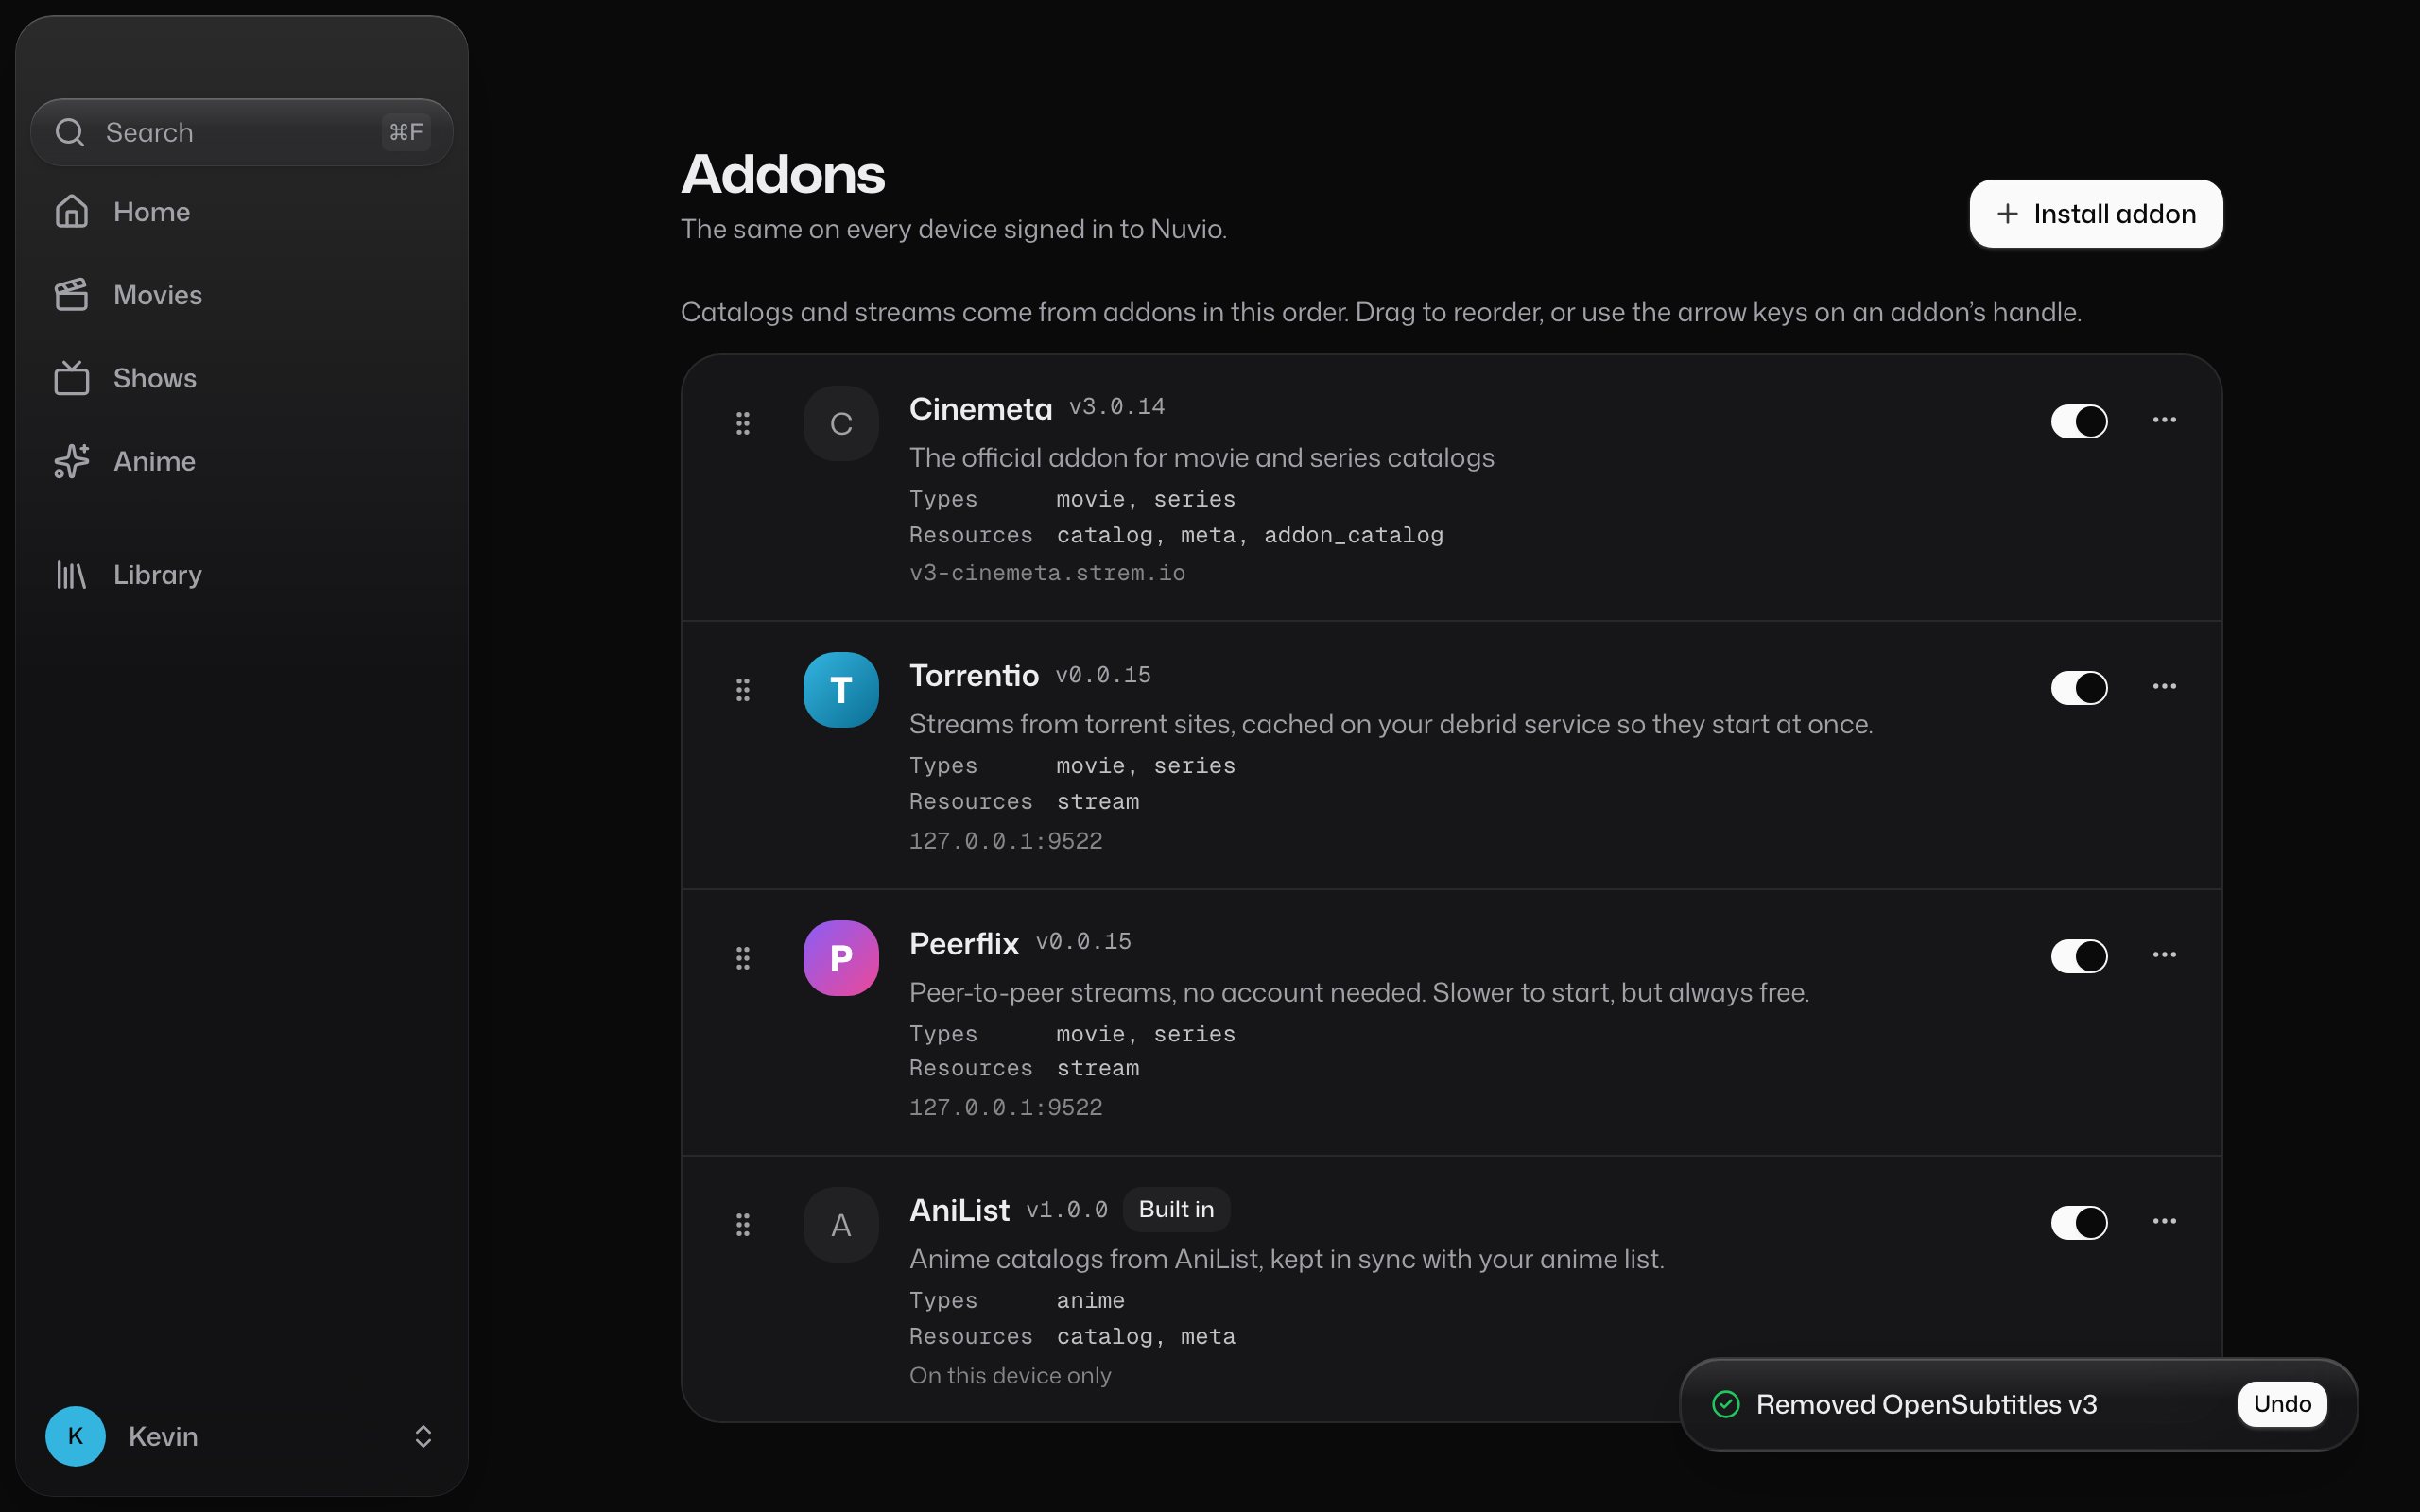 Search ⌘F
Home
Movies
Shows
Anime
Library
K Kevin
Addons
The same on every device signed in to Nuvio.
Install addon
Catalogs and streams come from addons in this order. Drag to reorder, or use the arrow keys on an addon’s handle.
C
Cinemeta v3.0.14
The official addon for movie and series catalogs
Types movie, series
Resources catalog, meta, addon_catalog
v3-cinemeta.strem.io
T
Torrentio v0.0.15
Streams from torrent sites, cached on your debrid service so they start at once.
Types movie, series
Resources stream
127.0.0.1:9522
P
Peerflix v0.0.15
Peer-to-peer streams, no account needed. Slower to start, but always free.
Types movie, series
Resources stream
127.0.0.1:9522
A
AniList v1.0.0 Built in
Anime catalogs from AniList, kept in sync with your anime list.
Types anime
Resources catalog, meta
On this device only
Removed OpenSubtitles v3 Undo